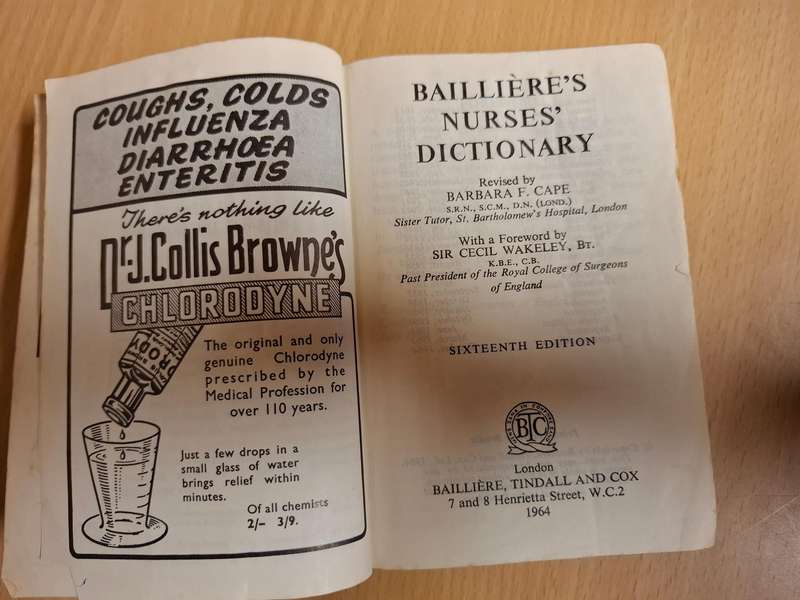 COUGHS, COLDS
INFLUENZA
DIARRHOEA
ENTERITIS
There's nothing like
Dr. J. Collis Browne's
CHLORODYNE
The original and only
genuine Chlorodyne
prescribed by the
Medical Profession for
over 110 years.
Just a few drops in a
small glass of water
brings relief within
minutes.
Of all chemists
2/- 3/9.
BAILLIÈRE'S
NURSES'
DICTIONARY
Revised by
BARBARA F. CAPE
S.R.N., S.C.M., D.N. (LOND.)
Sister Tutor, St. Bartholomew's Hospital, London
With a Foreword by
SIR CECIL WAKELEY, BT.
K.B.E., C.B.
Past President of the Royal College of Surgeons
of England
SIXTEENTH EDITION
BTC
London
BAILLIÈRE, TINDALL AND COX
7 and 8 Henrietta Street, W.C.2
1964